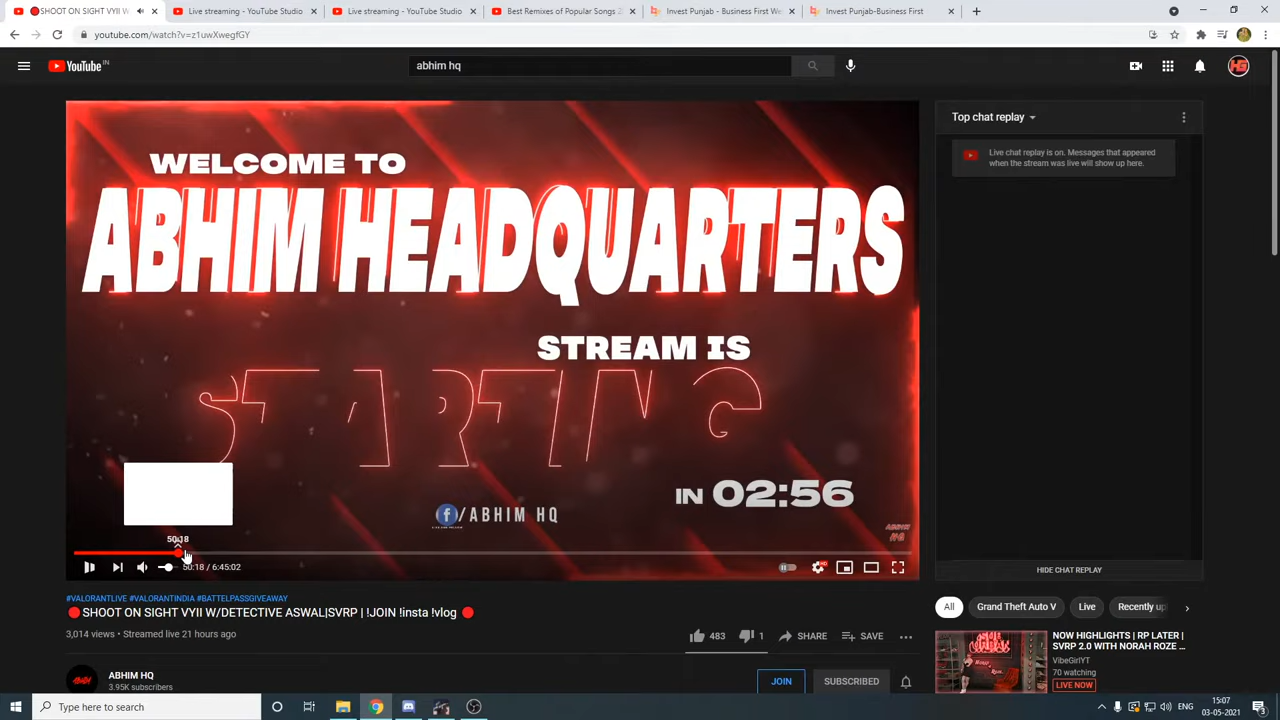 🔴SHOOT ON SIGHT VYII W
Live streaming - YouTube Studio
Live streaming - YouTube Studio
Best Remixes of Popular Songs 2
Invest Punjab - Business First We
Invest Punjab-Business First
youtube.com/watch?v=z1uwXwegfGY
YouTube IN
abhim hq
HG
WELCOME TO
ABHIM HEADQUARTERS
STREAM IS
STARTING
IN 02:56
f/ABHIM HQ
50:18
50:18 / 6:45:02
Top chat replay
Live chat replay is on. Messages that appeared
when the stream was live will show up here.
HIDE CHAT REPLAY
#VALORANTLIVE #VALORANTINDIA #BATTELPASSGIVEAWAY
🔴SHOOT ON SIGHT VYII W/DETECTIVE ASWAL|SVRP | !JOIN !insta !vlog 🔴
3,014 views • Streamed live 21 hours ago
483
1
SHARE
SAVE
ABHIM HQ
3.95K subscribers
JOIN
SUBSCRIBED
All
Grand Theft Auto V
Live
Recently up
NOW HIGHLIGHTS | RP LATER |
SVRP 2.0 WITH NORAH ROZE ...
VibeGirlYT
70 watching
LIVE NOW
Type here to search
ENG
15:07
03-05-2021
3